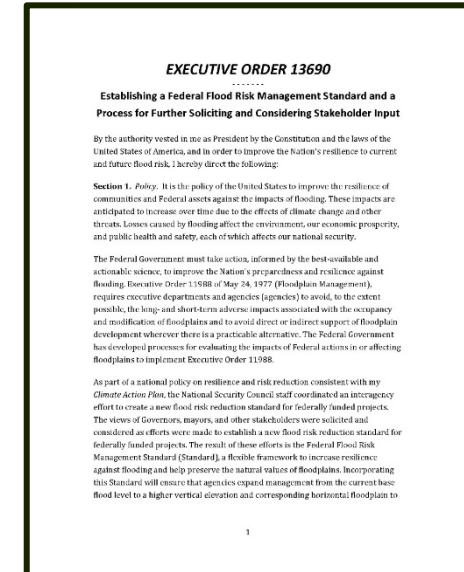 EXECUTIVE ORDER 13690
- - - - - - -
Establishing a Federal Flood Risk Management Standard and a
Process for Further Soliciting and Considering Stakeholder Input
By the authority vested in me as President by the Constitution and the laws of the
United States of America, and in order to improve the Nation's resilience to current
and future flood risk, I hereby direct the following:
Section 1. Policy. It is the policy of the United States to improve the resilience of
communities and Federal assets against the impacts of flooding. These impacts are
anticipated to increase over time due to the effects of climate change and other
threats. Losses caused by flooding affect the environment, our economic prosperity,
and public health and safety, each of which affects our national security.
The Federal Government must take action, informed by the best-available and
actionable science, to improve the Nation's preparedness and resilience against
flooding. Executive Order 11988 of May 24, 1977 (Floodplain Management),
requires executive departments and agencies (agencies) to avoid, to the extent
possible, the long- and short-term adverse impacts associated with the occupancy
and modification of floodplains and to avoid direct or indirect support of floodplain
development wherever there is a practicable alternative. The Federal Government
has developed processes for evaluating the impacts of Federal actions in or affecting
floodplains to implement Executive Order 11988.
As part of a national policy on resilience and risk reduction consistent with my
Climate Action Plan, the National Security Council staff coordinated an interagency
effort to create a new flood risk reduction standard for federally funded projects.
The views of Governors, mayors, and other stakeholders were solicited and
considered as efforts were made to establish a new flood risk reduction standard for
federally funded projects. The result of these efforts is the Federal Flood Risk
Management Standard (Standard), a flexible framework to increase resilience
against flooding and help preserve the natural values of floodplains. Incorporating
this Standard will ensure that agencies expand management from the current base
flood level to a higher vertical elevation and corresponding horizontal floodplain to
1